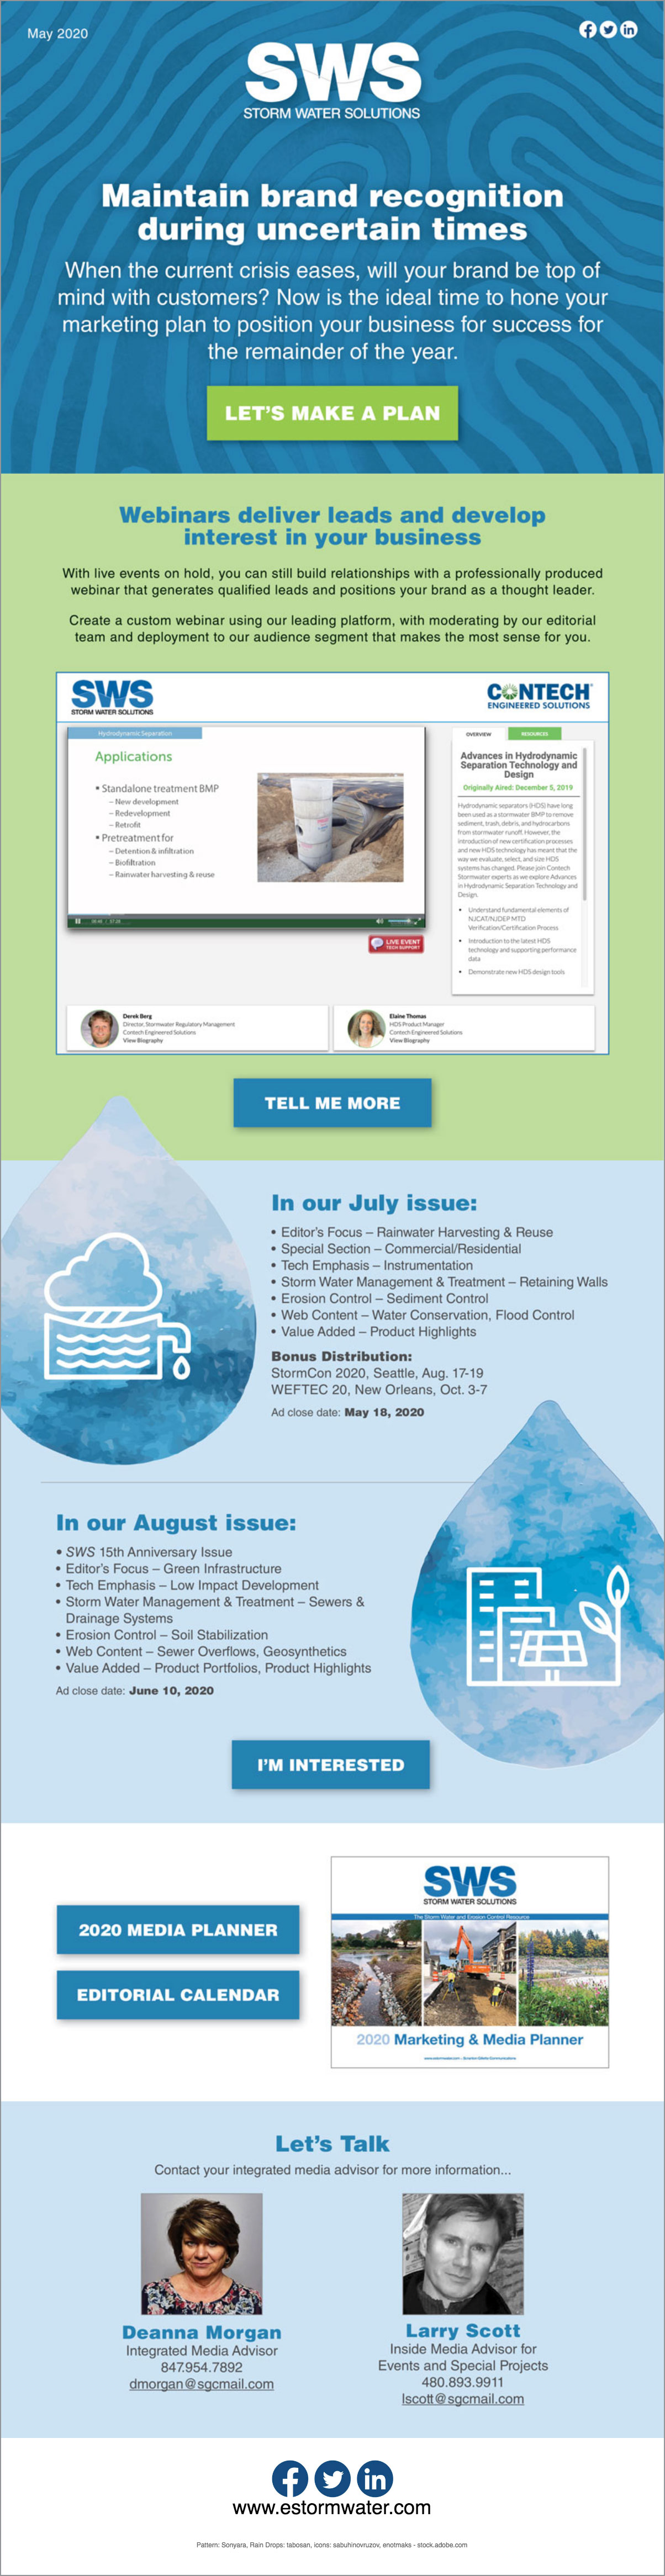 May 2020
SWS
STORM WATER SOLUTIONS
Maintain brand recognition
during uncertain times
When the current crisis eases, will your brand be top of
mind with customers? Now is the ideal time to hone your
marketing plan to position your business for success for
the remainder of the year.
LET'S MAKE A PLAN
Webinars deliver leads and develop
interest in your business
With live events on hold, you can still build relationships with a professionally produced
webinar that generates qualified leads and positions your brand as a thought leader.
Create a custom webinar using our leading platform, with moderating by our editorial
team and deployment to our audience segment that makes the most sense for you.
SWS
STORM WATER SOLUTIONS
CONTECH
ENGINEERED SOLUTIONS
Hydrodynamic Separation
Applications
• Standalone treatment BMP
– New development
– Redevelopment
– Retrofit
• Pretreatment for
– Detention & infiltration
– Biofiltration
– Rainwater harvesting & reuse
LIVE EVENT
TECH SUPPORT
OVERVIEW
RESOURCES
Advances in Hydrodynamic
Separation Technology and
Design
Originally Aired: December 5, 2019
Hydrodynamic separators (HDS) have long
been used as a stormwater BMP to remove
sediment, trash, debris, and hydrocarbons
from stormwater runoff. However, the
introduction of new certification processes
and new HDS technology has meant that the
way we evaluate, select, and size HDS
systems has changed. Please join Contech
Stormwater experts as we explore Advances
in Hydrodynamic Separation Technology and
Design.
• Understand fundamental elements of
NJCAT/NJDEP MTD
Verification/Certification Process
• Introduction to the latest HDS
technology and supporting performance
data
• Demonstrate new HDS design tools
Derek Berg
Director, Stormwater Regulatory Management
Contech Engineered Solutions
View Biography
Elaine Thomas
HDS Product Manager
Contech Engineered Solutions
View Biography
TELL ME MORE
In our July issue:
• Editor's Focus – Rainwater Harvesting & Reuse
• Special Section – Commercial/Residential
• Tech Emphasis – Instrumentation
• Storm Water Management & Treatment – Retaining Walls
• Erosion Control – Sediment Control
• Web Content – Water Conservation, Flood Control
• Value Added – Product Highlights
Bonus Distribution:
StormCon 2020, Seattle, Aug. 17-19
WEFTEC 20, New Orleans, Oct. 3-7
Ad close date: May 18, 2020
In our August issue:
• SWS 15th Anniversary Issue
• Editor's Focus – Green Infrastructure
• Tech Emphasis – Low Impact Development
• Storm Water Management & Treatment – Sewers &
Drainage Systems
• Erosion Control – Soil Stabilization
• Web Content – Sewer Overflows, Geosynthetics
• Value Added – Product Portfolios, Product Highlights
Ad close date: June 10, 2020
I'M INTERESTED
2020 MEDIA PLANNER
EDITORIAL CALENDAR
SWS
STORM WATER SOLUTIONS
The Storm Water and Erosion Control Resource
2020 Marketing & Media Planner
Let's Talk
Contact your integrated media advisor for more information...
Deanna Morgan
Integrated Media Advisor
847.954.7892
dmorgan@sgcmail.com
Larry Scott
Inside Media Advisor for
Events and Special Projects
480.893.9911
lscott@sgcmail.com
www.estormwater.com
Pattern: Sonyara, Rain Drops: tabosan, icons: sabuhinovruzov, enotmaks - stock.adobe.com